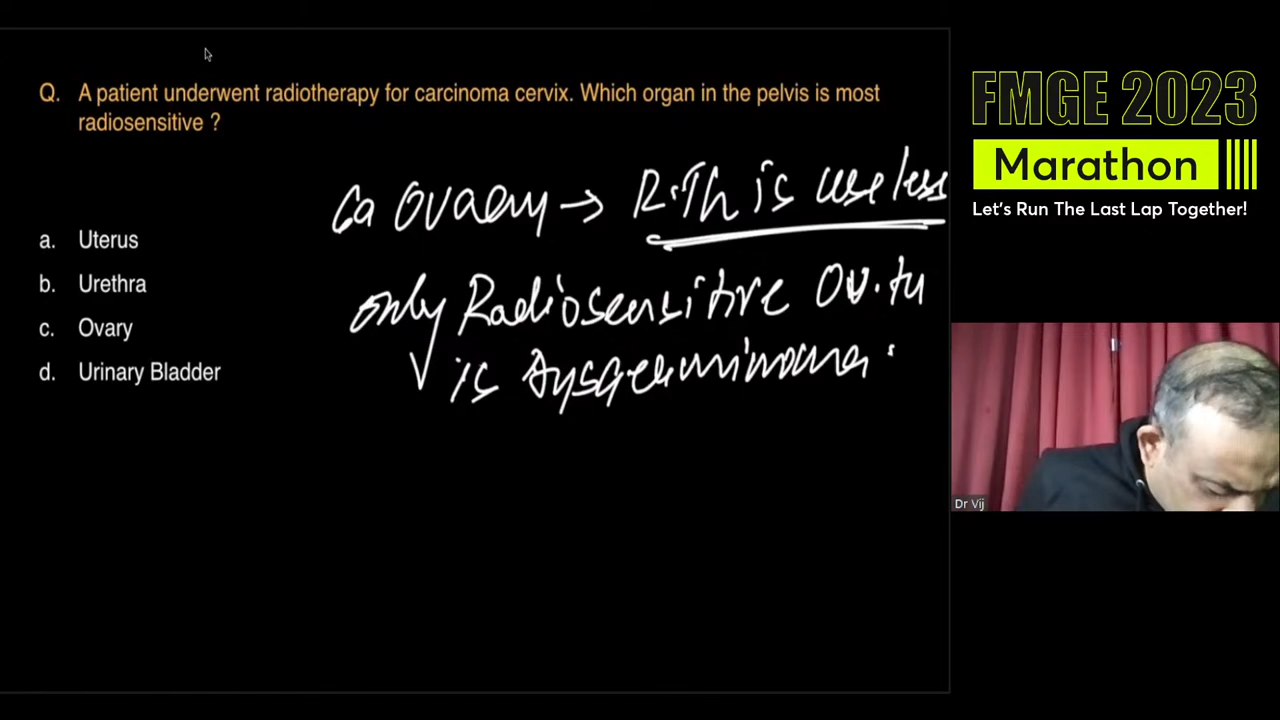 Q. A patient underwent radiotherapy for carcinoma cervix. Which organ in the pelvis is most
radiosensitive ?
Ca Ovary → R.Th is useless
a. Uterus
only Radiosensitive Ov.tu
b. Urethra
is Dysgerminoma.
c. Ovary
d. Urinary Bladder
FMGE 2023
Marathon
Let's Run The Last Lap Together!
Dr Vij